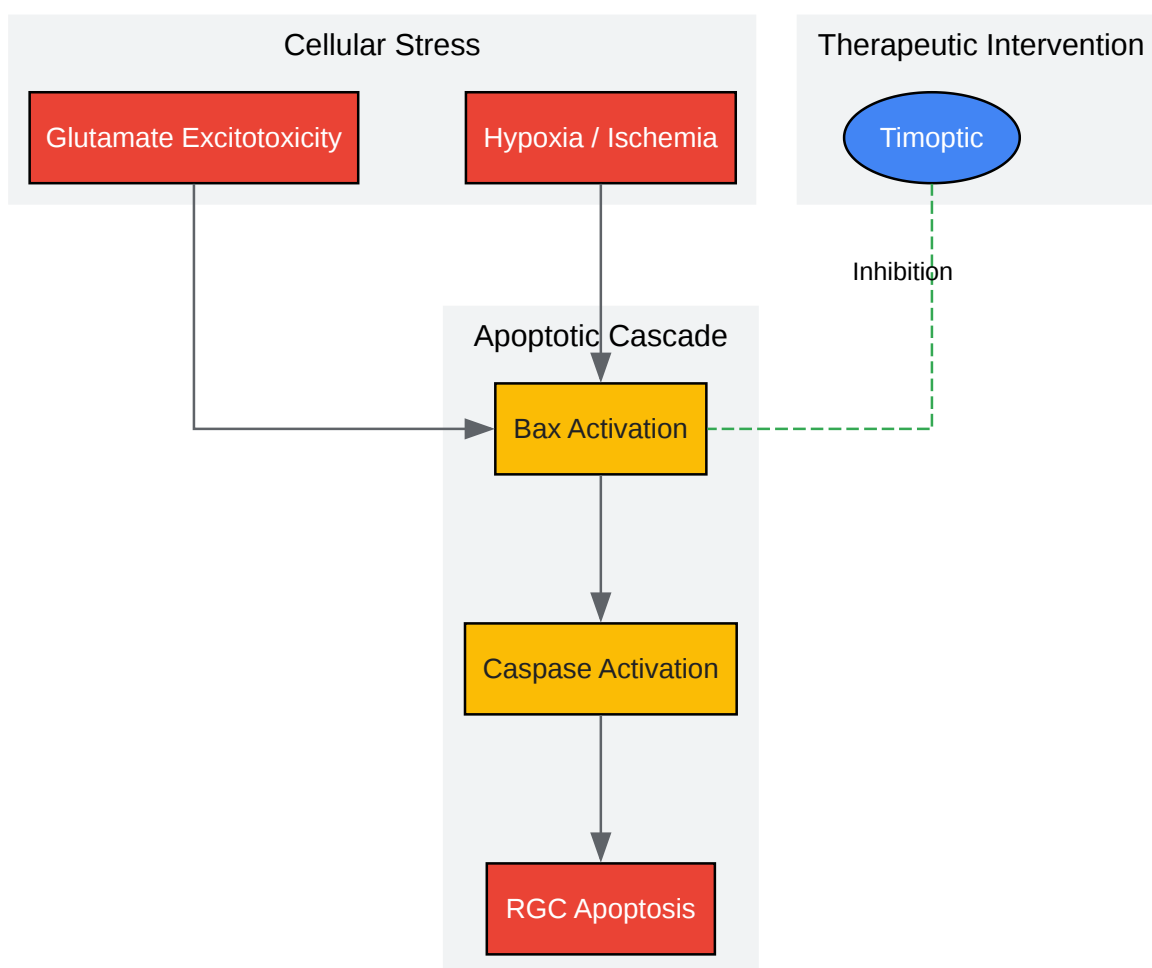 Cellular Stress
Therapeutic Intervention
Glutamate Excitotoxicity
Hypoxia / Ischemia
Timoptic
Inhibition
Apoptotic Cascade
Bax Activation
Caspase Activation
RGC Apoptosis